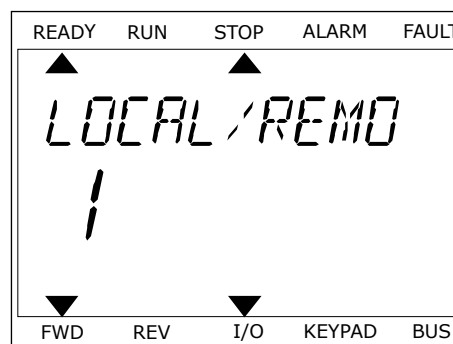 READY RUN STOP ALARM FAULT
LOCAL/REMO
1
FWD REV I/O KEYPAD BUS